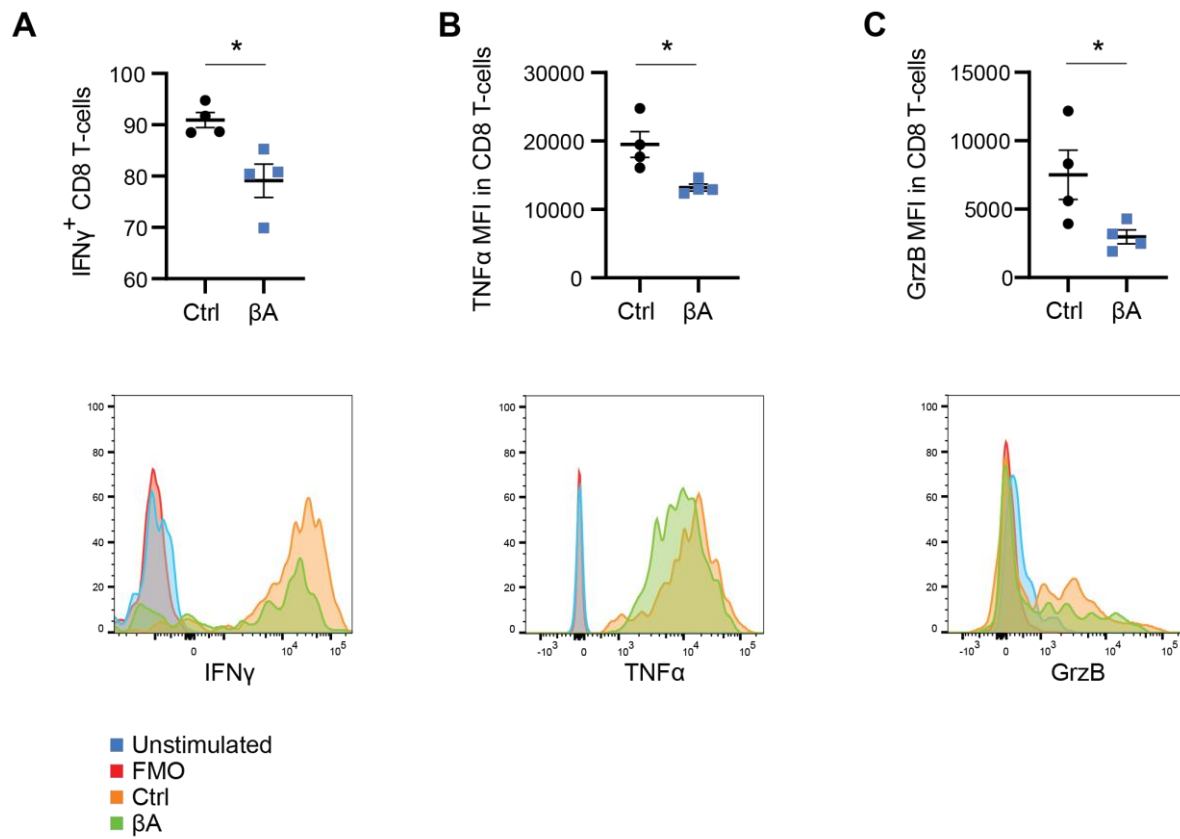 A
*
IFNγ+ CD8 T-cells
100
90
80
70
60
Ctrl
βA
B
*
TNFα MFI in CD8 T-cells
30000
20000
10000
0
Ctrl
βA
C
*
GrzB MFI in CD8 T-cells
15000
10000
5000
0
Ctrl
βA
100
80
60
40
20
0
0
10^4
10^5
IFNγ
100
80
60
40
20
0
-10^3
0
10^3
10^4
10^5
TNFα
100
80
60
40
20
0
-10^3
0
10^3
10^4
10^5
GrzB
Unstimulated
FMO
Ctrl
βA